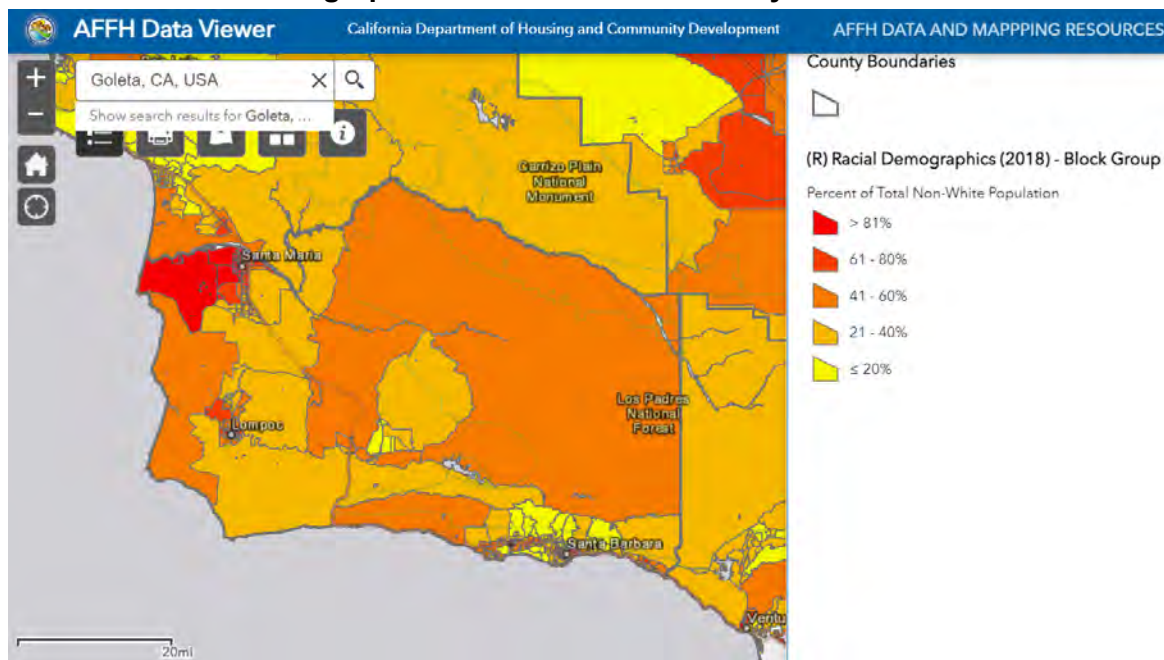 AFFH Data Viewer
California Department of Housing and Community Development
AFFH DATA AND MAPPPING RESOURCES
Goleta, CA, USA
Show search results for Goleta, ...
County Boundaries
(R) Racial Demographics (2018) - Block Group
Percent of Total Non-White Population
> 81%
61 - 80%
41 - 60%
21 - 40%
≤ 20%
Carrizo Plain
National
Monument
Santa Maria
Los Padres
National
Forest
Lompoc
Santa Barbara
Ventu
20mi